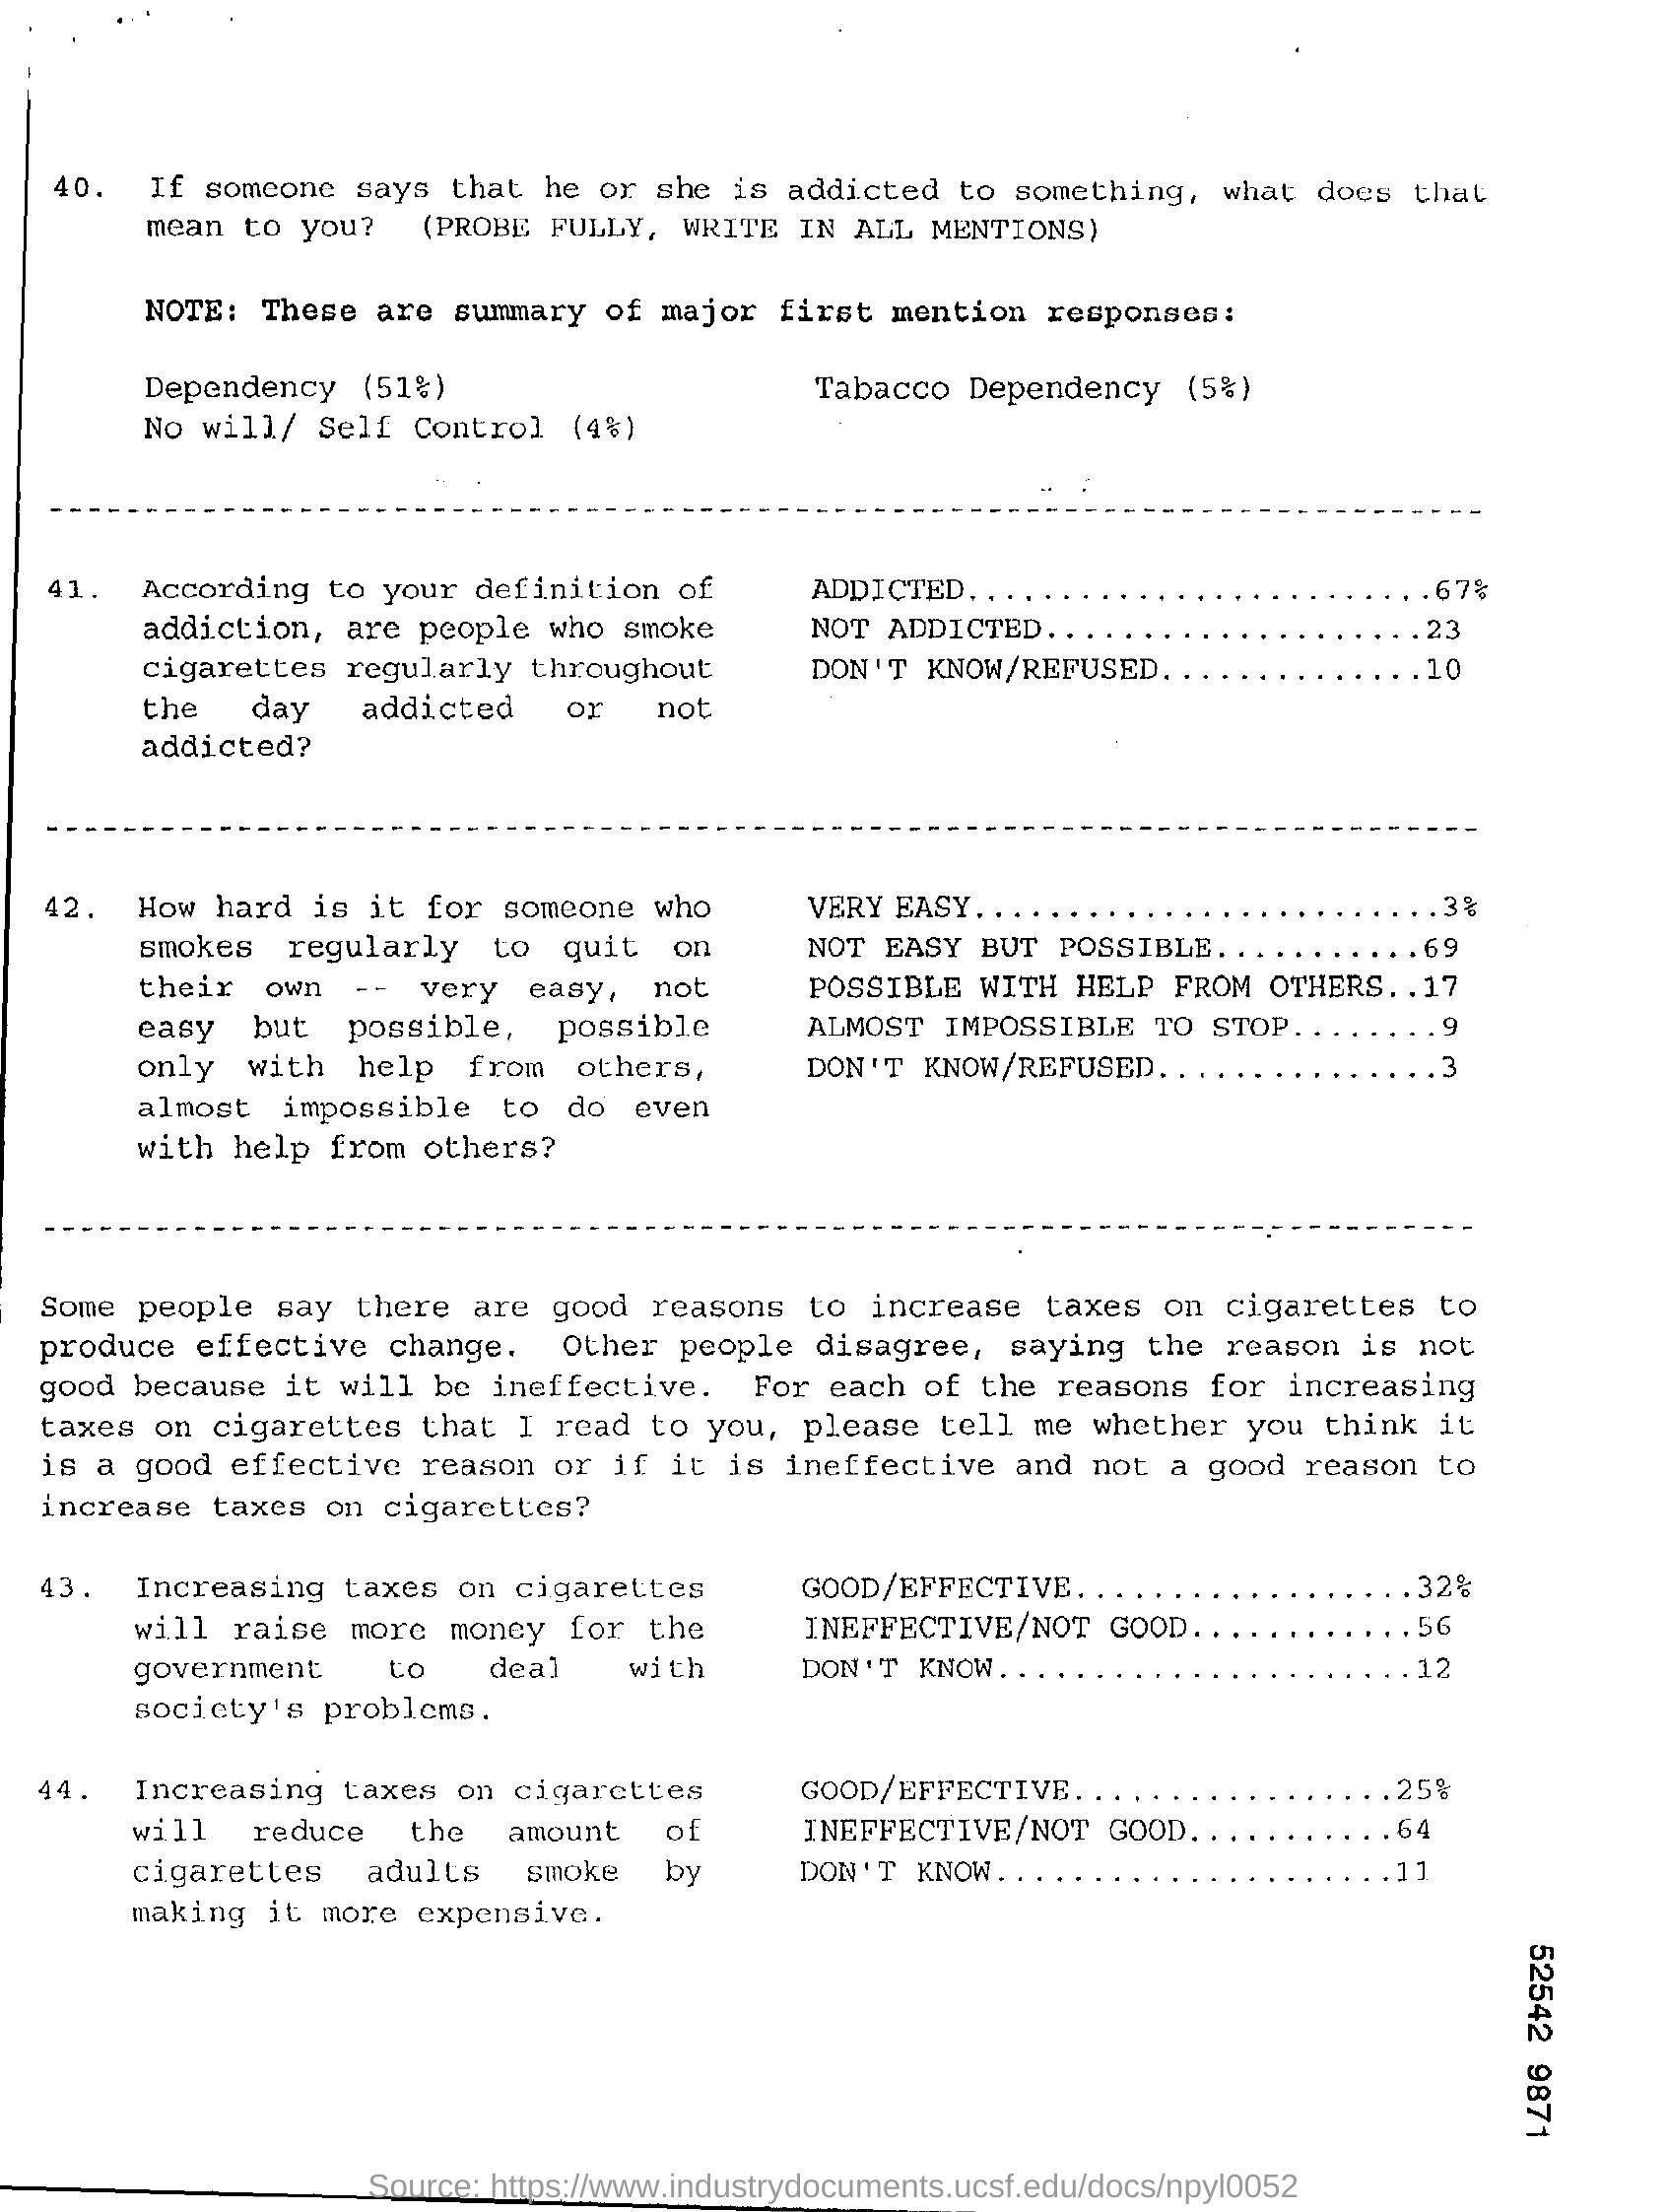 40. If someone says that he or she is addicted to something, what does that
mean to you? (PROBE FULLY, WRITE IN ALL MENTIONS)
NOTE: These are summary of major first mention responses:
Dependency (51%) Tabacco Dependency (5%)
No will/ Self Control (4%)
41. According to your definition of
addiction, are people who smoke
cigarettes regularly throughout
the day addicted or not
addicted?
ADDICTED........................67%
NOT ADDICTED....................23
DON'T KNOW/REFUSED..............10
42. How hard is it for someone who
smokes regularly to quit on
their own -- very easy, not
easy but possible, possible
only with help from others,
almost impossible to do even
with help from others?
VERY EASY.........................3%
NOT EASY BUT POSSIBLE...........69
POSSIBLE WITH HELP FROM OTHERS..17
ALMOST IMPOSSIBLE TO STOP........9
DON'T KNOW/REFUSED...............3
Some people say there are good reasons to increase taxes on cigarettes to
produce effective change. Other people disagree, saying the reason is not
good because it will be ineffective. For each of the reasons for increasing
taxes on cigarettes that I read to you, please tell me whether you think it
is a good effective reason or if it is ineffective and not a good reason to
increase taxes on cigarettes?
43. Increasing taxes on cigarettes
will raise more money for the
government to deal with
society's problems.
GOOD/EFFECTIVE..................32%
INEFFECTIVE/NOT GOOD............56
DON'T KNOW......................12
44. Increasing taxes on cigarettes
will reduce the amount of
cigarettes adults smoke by
making it more expensive.
GOOD/EFFECTIVE.................25%
INEFFECTIVE/NOT GOOD...........64
DON'T KNOW.....................11
52542 9871
Source: https://www.industrydocuments.ucsf.edu/docs/npyl0052